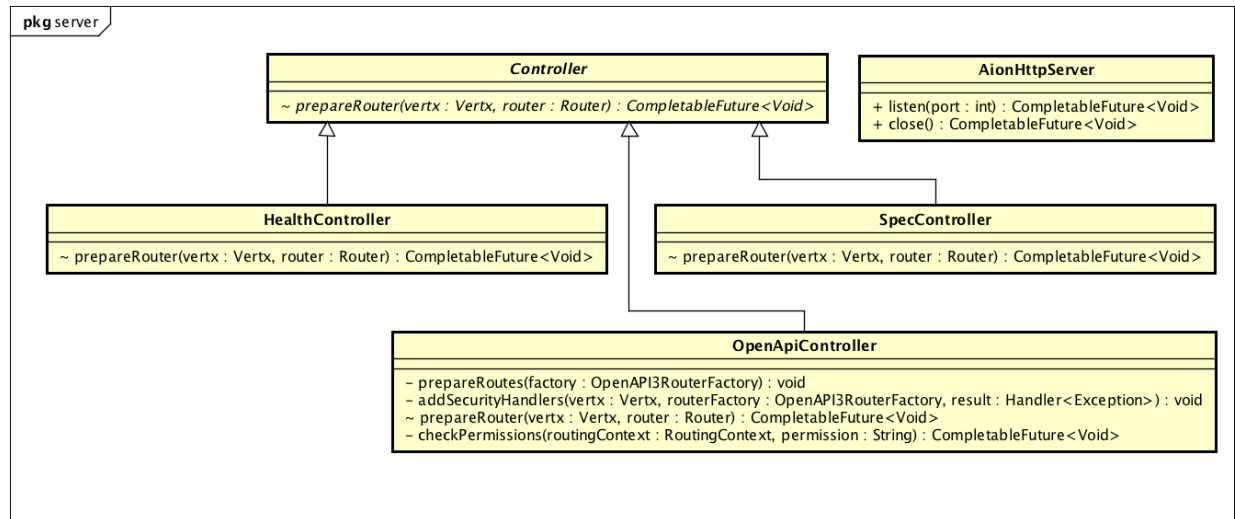 pkg server
Controller
~ prepareRouter(vertx : Vertx, router : Router) : CompletableFuture<Void>
AionHttpServer
+ listen(port : int) : CompletableFuture<Void>
+ close() : CompletableFuture<Void>
HealthController
~ prepareRouter(vertx : Vertx, router : Router) : CompletableFuture<Void>
SpecController
~ prepareRouter(vertx : Vertx, router : Router) : CompletableFuture<Void>
OpenApiController
– prepareRoutes(factory : OpenAPI3RouterFactory) : void
– addSecurityHandlers(vertx : Vertx, routerFactory : OpenAPI3RouterFactory, result : Handler<Exception>) : void
~ prepareRouter(vertx : Vertx, router : Router) : CompletableFuture<Void>
– checkPermissions(routingContext : RoutingContext, permission : String) : CompletableFuture<Void>